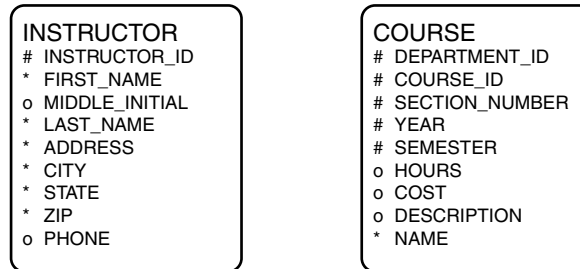 INSTRUCTOR
# INSTRUCTOR_ID
* FIRST_NAME
o MIDDLE_INITIAL
* LAST_NAME
* ADDRESS
* CITY
* STATE
* ZIP
o PHONE
COURSE
# DEPARTMENT_ID
# COURSE_ID
# SECTION_NUMBER
# YEAR
# SEMESTER
o HOURS
o COST
o DESCRIPTION
* NAME